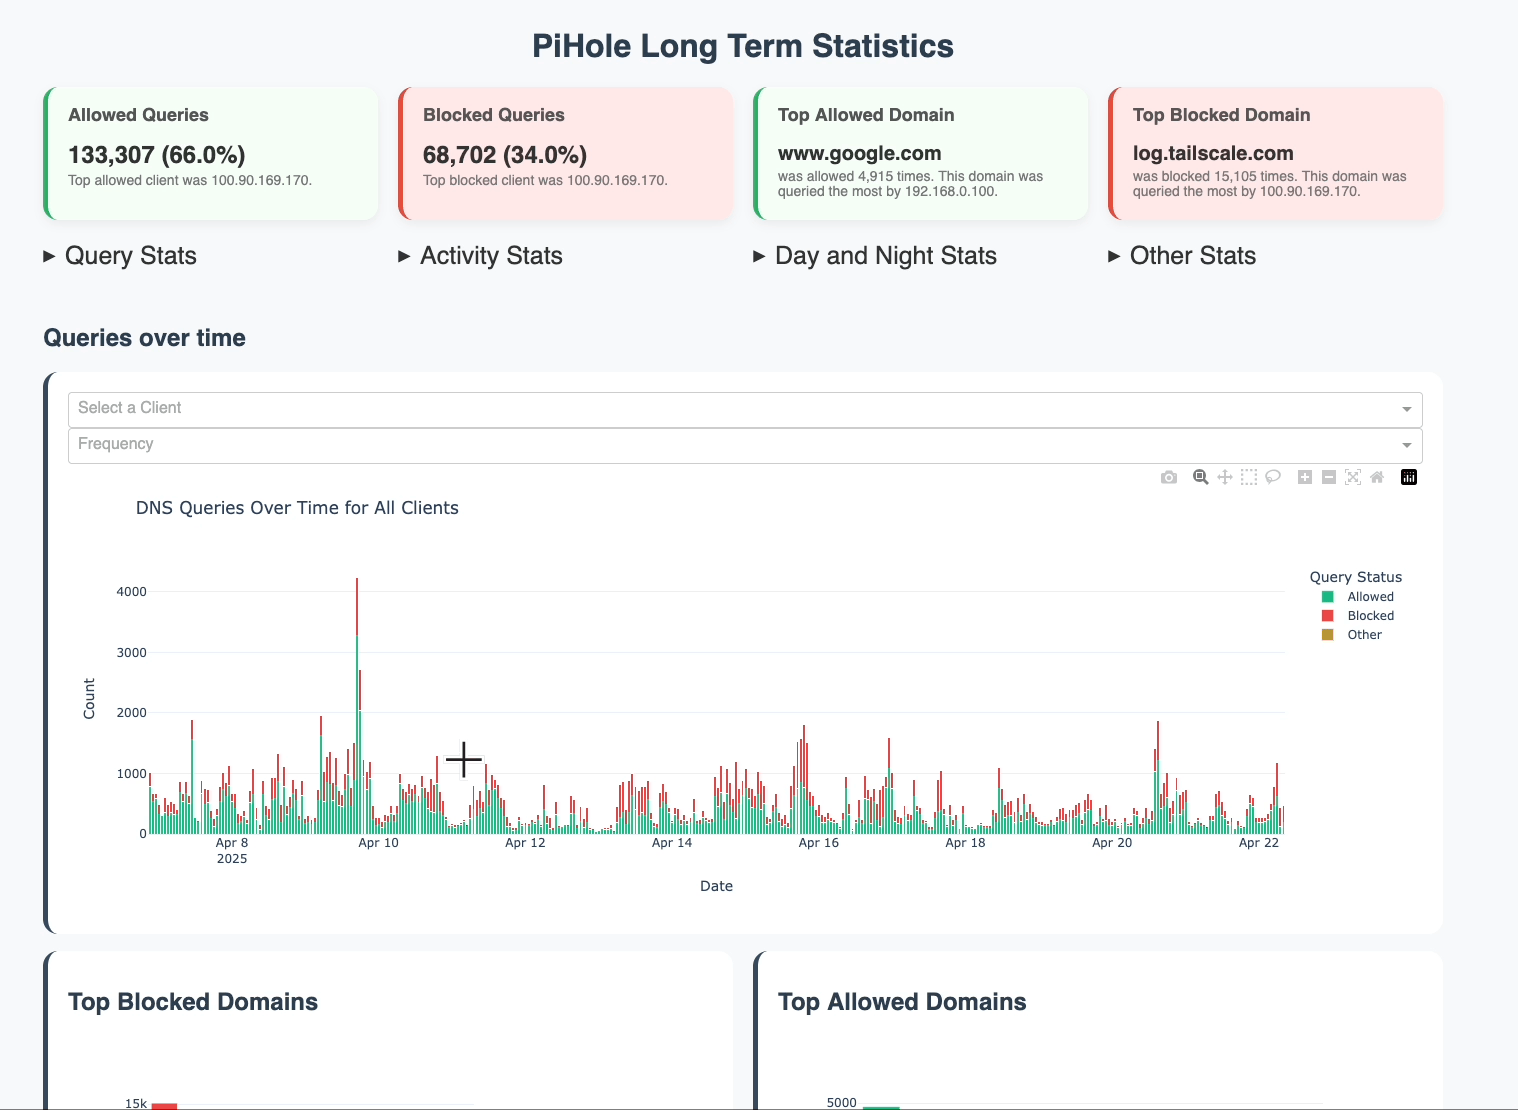 PiHole Long Term Statistics
Allowed Queries
133,307 (66.0%)
Top allowed client was 100.90.169.170.
Blocked Queries
68,702 (34.0%)
Top blocked client was 100.90.169.170.
Top Allowed Domain
www.google.com
was allowed 4,915 times. This domain was
queried the most by 192.168.0.100.
Top Blocked Domain
log.tailscale.com
was blocked 15,105 times. This domain was
queried the most by 100.90.169.170.
Query Stats
Activity Stats
Day and Night Stats
Other Stats
Queries over time
Select a Client
Frequency
DNS Queries Over Time for All Clients
4000
3000
2000
1000
0
Count
Apr 8
2025
Apr 10
Apr 12
Apr 14
Apr 16
Apr 18
Apr 20
Apr 22
Date
Query Status
Allowed
Blocked
Other
Top Blocked Domains
15k
Top Allowed Domains
5000